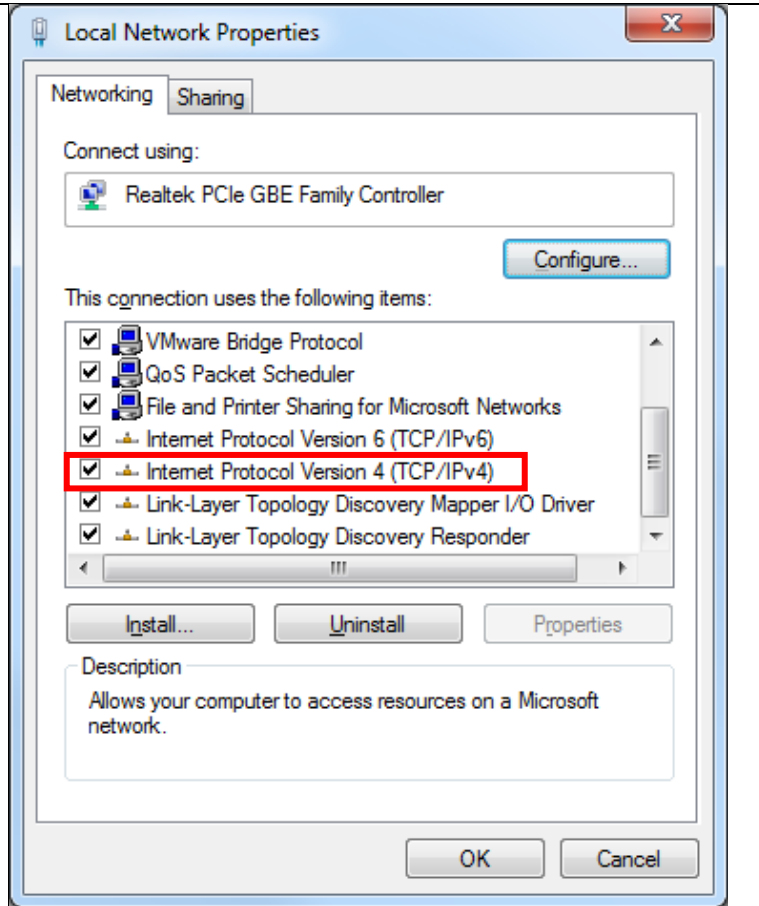 Local Network Properties
Networking
Sharing
Connect using:
Realtek PCIe GBE Family Controller
Configure...
This connection uses the following items:
VMware Bridge Protocol
QoS Packet Scheduler
File and Printer Sharing for Microsoft Networks
Internet Protocol Version 6 (TCP/IPv6)
Internet Protocol Version 4 (TCP/IPv4)
Link-Layer Topology Discovery Mapper I/O Driver
Link-Layer Topology Discovery Responder
Install...
Uninstall
Properties
Description
Allows your computer to access resources on a Microsoft
network.
OK
Cancel